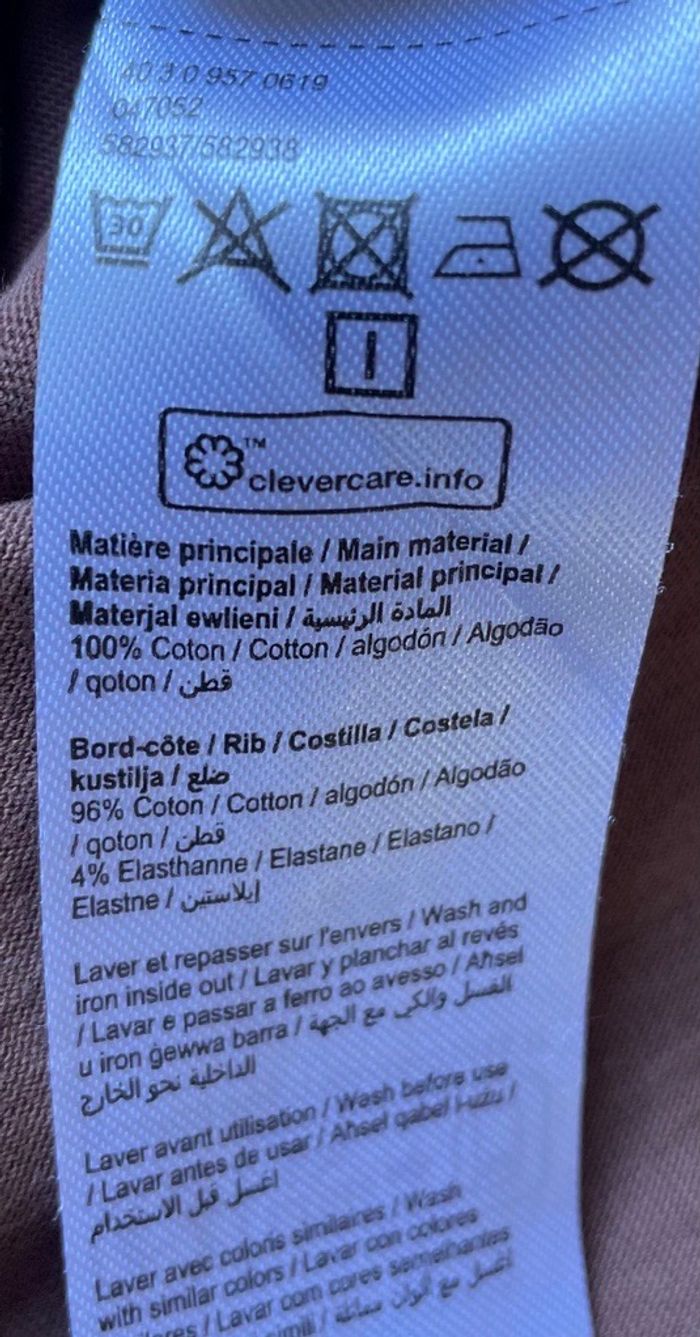 40 3 0 957 0619
047052
582937/582938
30
I
™
clevercare.info
Matière principale / Main material /
Materia principal / Material principal /
Materjal ewlieni / المادة الرئيسية
100% Coton / Cotton / algodón / Algodão
/ qoton / قطن
Bord-côte / Rib / Costilla / Costela /
kustilja / ضلع
96% Coton / Cotton / algodón / Algodão
/ qoton / قطن
4% Elasthanne / Elastane / Elastano /
Elastne / إيلاستين
Laver et repasser sur l'envers / Wash and
iron inside out / Lavar y planchar al revés
/ Lavar e passar a ferro ao avesso / Aħsel
u iron ġewwa barra / الغسل والكي مع الجهة
الداخلية نحو الخارج
Laver avant utilisation / Wash before use
/ Lavar antes de usar / Aħsel qabel Użu /
اغسل قبل الاستخدام
Laver avec coloris similaires / Wash
with similar colors / Lavar con colores
/ Lavar com cores semelhantes
اغسل مع ألوان مماثلة